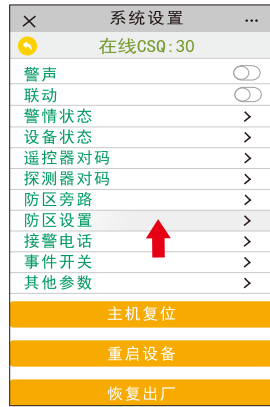 系统设置
在线CSQ:30
警声
联动
警情状态
设备状态
遥控器对码
探测器对码
防区旁路
防区设置
接警电话
事件开关
其他参数
主机复位
重启设备
恢复出厂